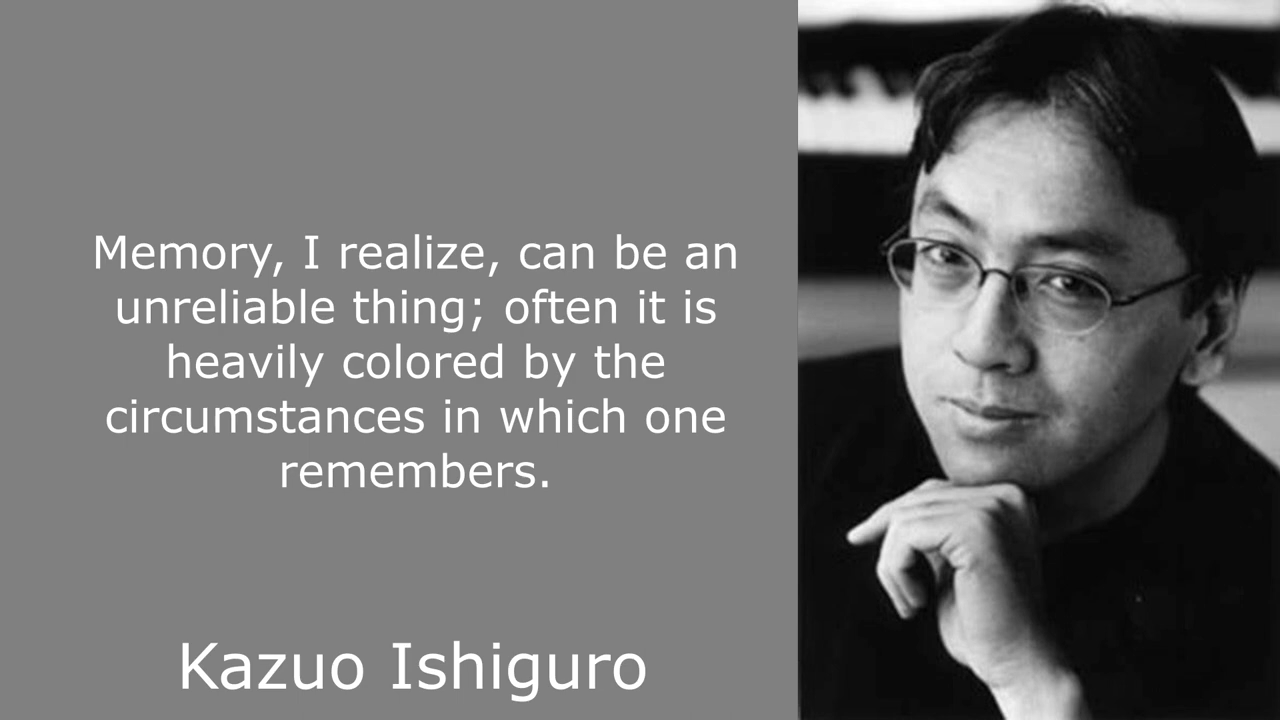 Memory, I realize, can be an
unreliable thing; often it is
heavily colored by the
circumstances in which one
remembers.
Kazuo Ishiguro